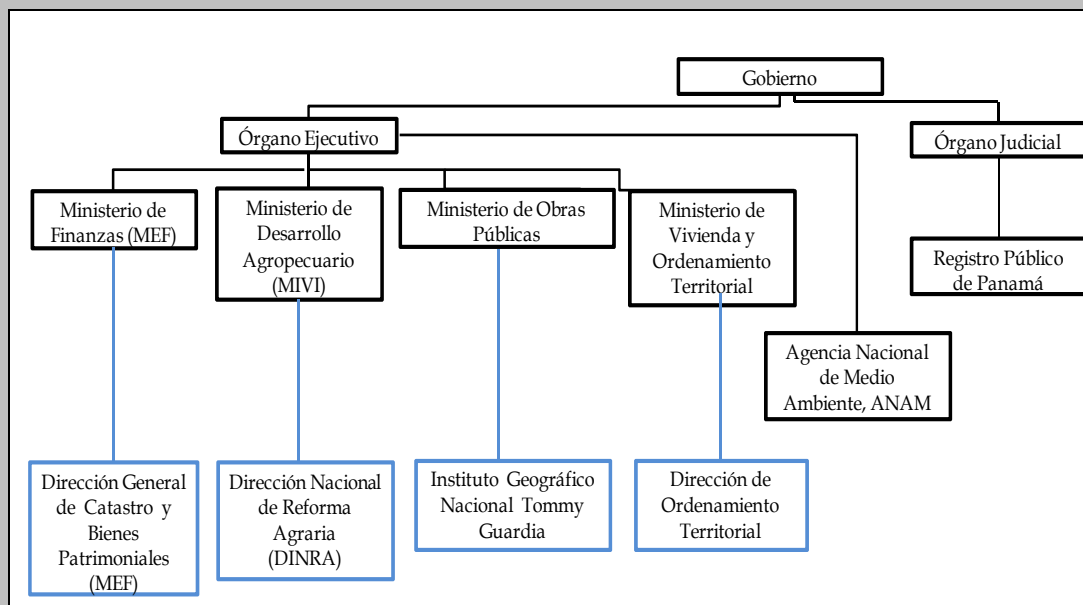 Gobierno
Órgano Ejecutivo
Órgano Judicial
Ministerio de
Finanzas (MEF)
Ministerio de
Desarrollo
Agropecuario
(MIVI)
Ministerio de Obras
Públicas
Ministerio de
Vivienda y
Ordenamiento
Territorial
Registro Público
de Panamá
Agencia Nacional
de Medio
Ambiente, ANAM
Dirección General
de Catastro y
Bienes
Patrimoniales
(MEF)
Dirección Nacional
de Reforma
Agraria
(DINRA)
Instituto Geográfico
Nacional Tommy
Guardia
Dirección de
Ordenamiento
Territorial